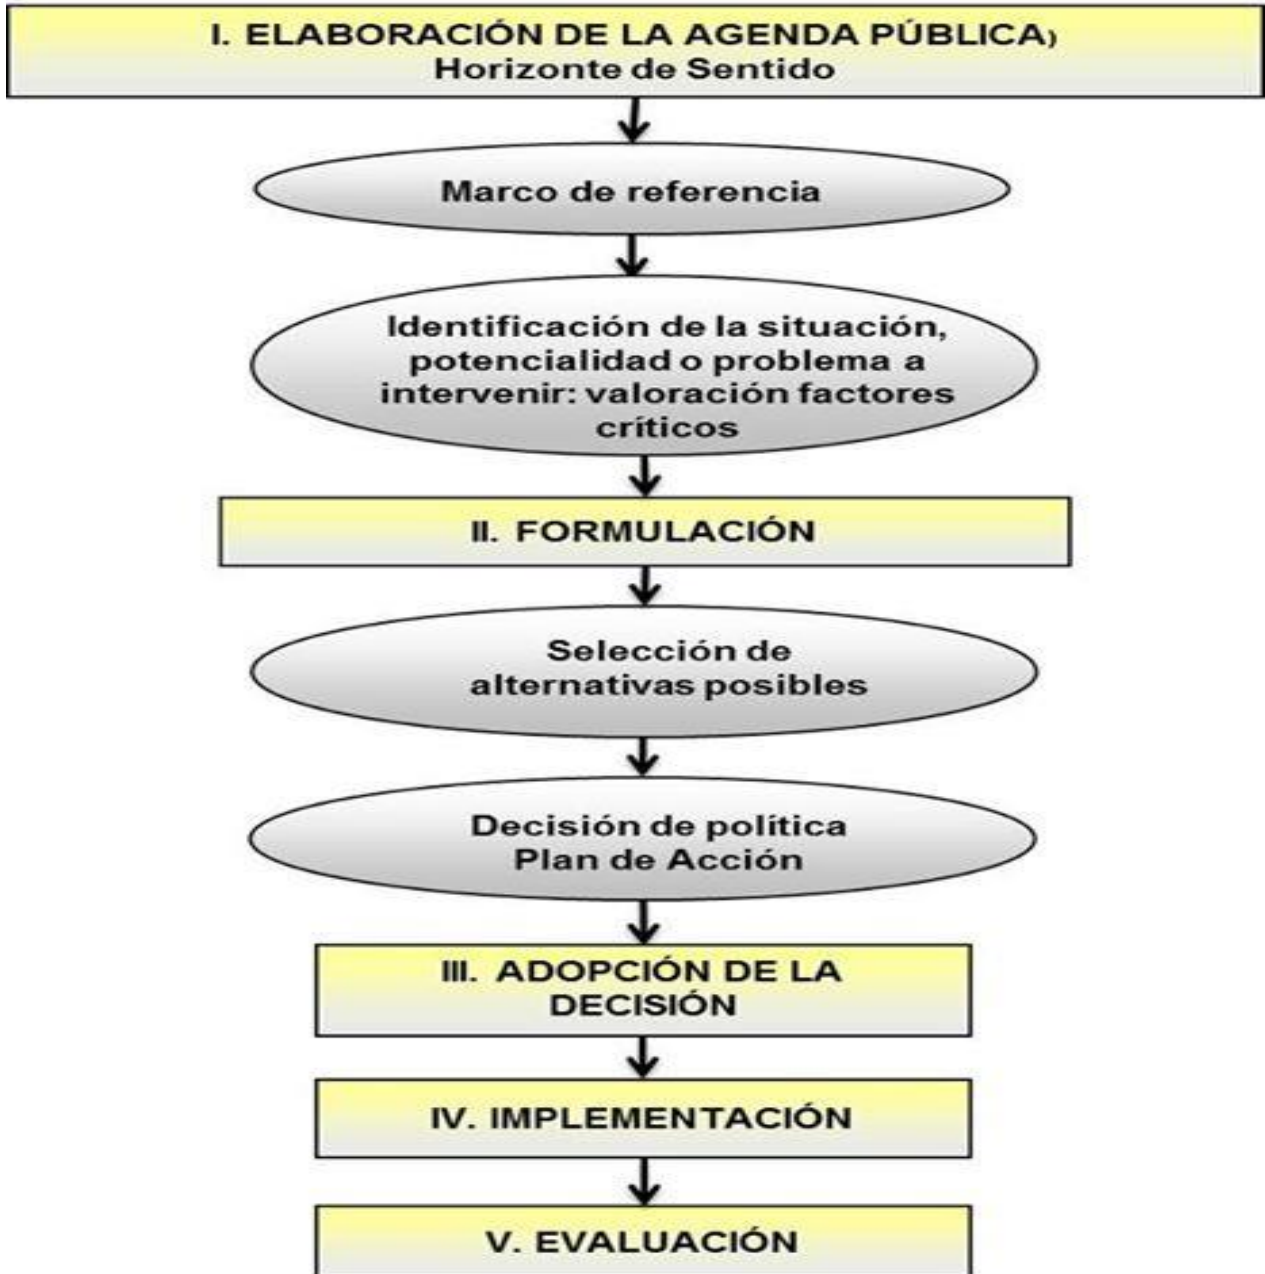 I. ELABORACIÓN DE LA AGENDA PÚBLICA)
Horizonte de Sentido
Marco de referencia
Identificación de la situación,
potencialidad o problema a
intervenir: valoración factores
críticos
II. FORMULACIÓN
Selección de
alternativas posibles
Decisión de política
Plan de Acción
III. ADOPCIÓN DE LA
DECISIÓN
IV. IMPLEMENTACIÓN
V. EVALUACIÓN